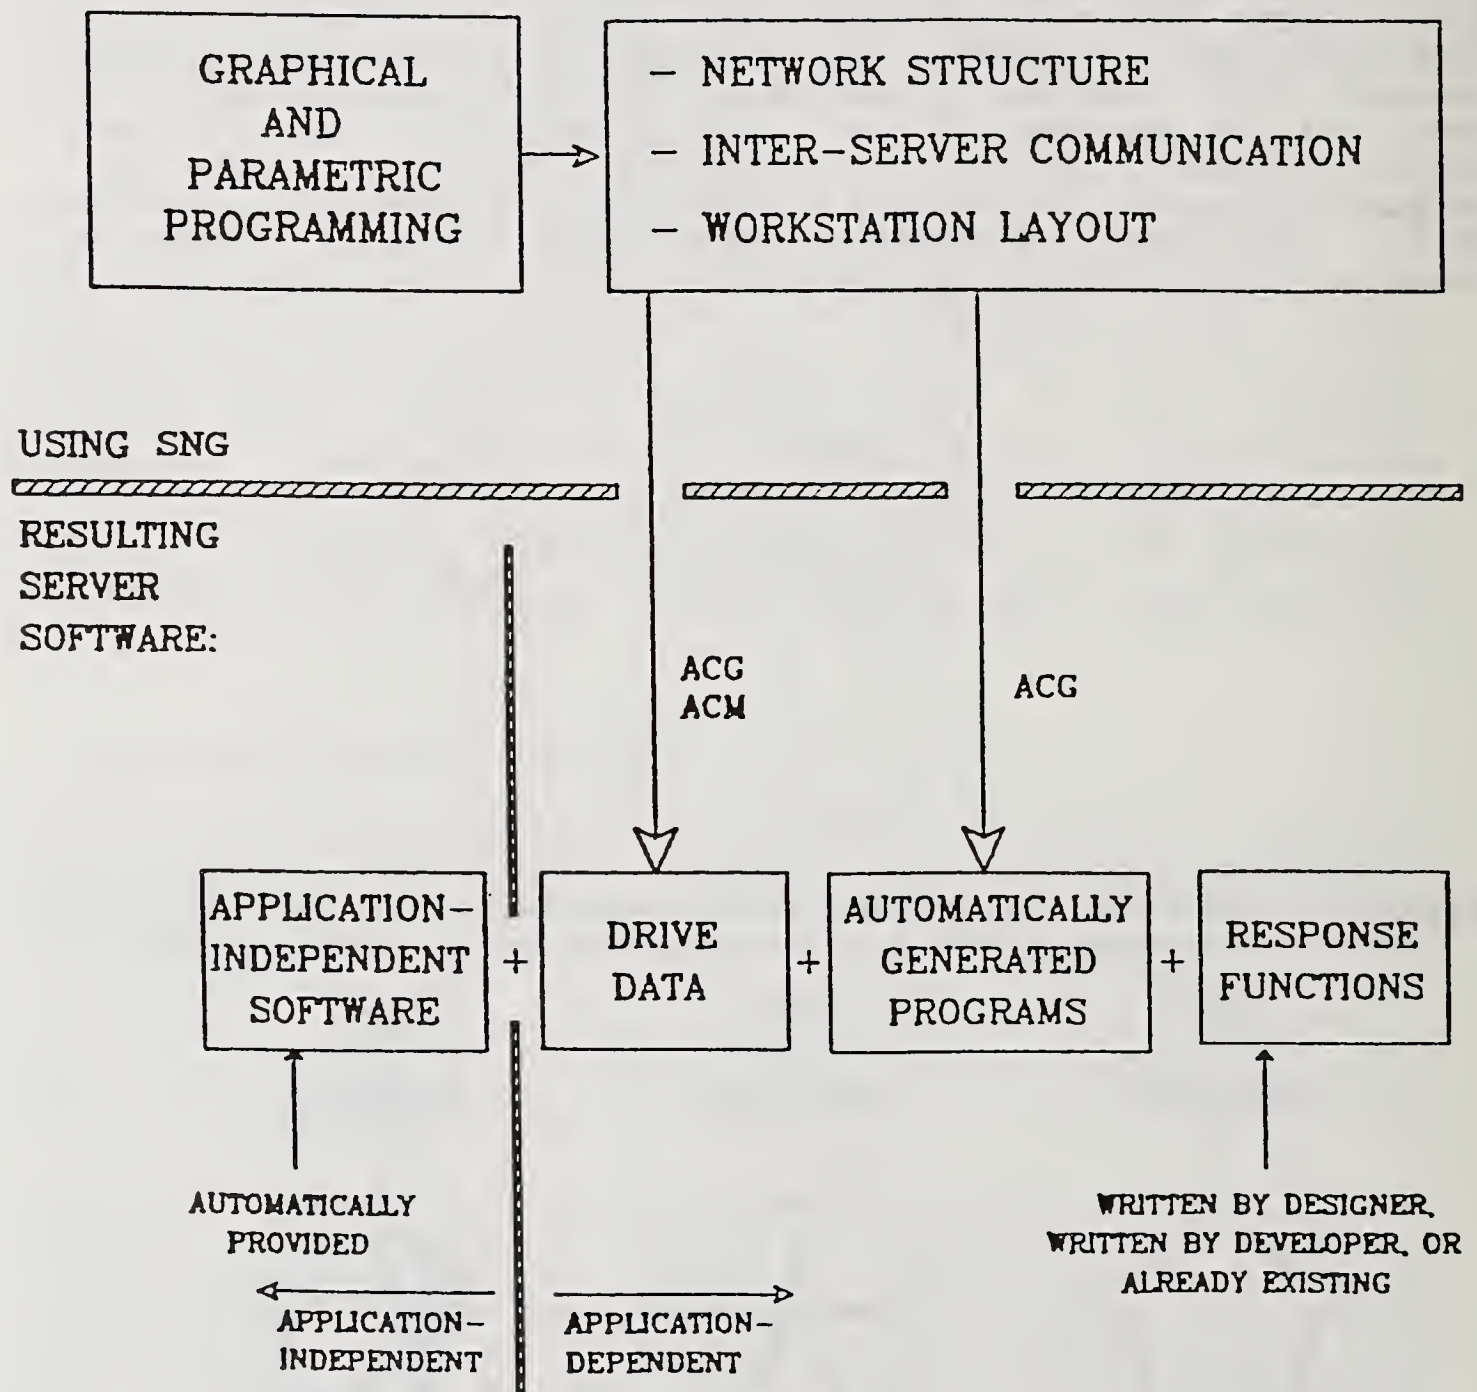 GRAPHICAL
AND
PARAMETRIC
PROGRAMMING
- NETWORK STRUCTURE
- INTER-SERVER COMMUNICATION
- WORKSTATION LAYOUT
USING SNG
RESULTING
SERVER
SOFTWARE:
ACG
ACM
ACG
APPLICATION-
INDEPENDENT
SOFTWARE
+
DRIVE
DATA
+
AUTOMATICALLY
GENERATED
PROGRAMS
+
RESPONSE
FUNCTIONS
AUTOMATICALLY
PROVIDED
WRITTEN BY DESIGNER,
WRITTEN BY DEVELOPER, OR
ALREADY EXISTING
APPLICATION-
INDEPENDENT
APPLICATION-
DEPENDENT